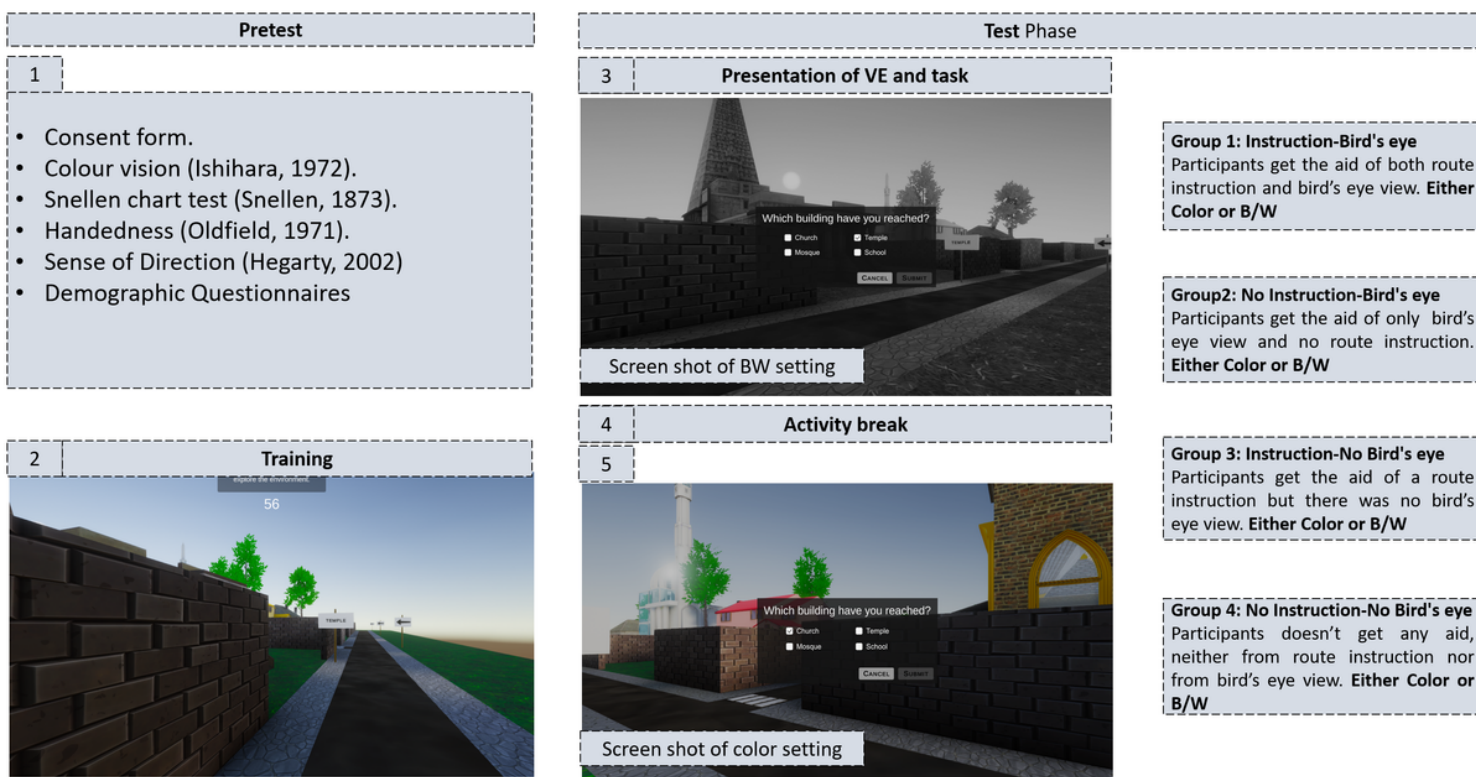 Pretest
1
• Consent form.
• Colour vision (Ishihara, 1972).
• Snellen chart test (Snellen, 1873).
• Handedness (Oldfield, 1971).
• Sense of Direction (Hegarty, 2002)
• Demographic Questionnaires
2
Training
explore the environment.
56
TEMPLE
Test Phase
3
Presentation of VE and task
Which building have you reached?
Church
Temple
Mosque
School
CANCEL
SUBMIT
TEMPLE
Screen shot of BW setting
4
Activity break
5
Which building have you reached?
Church
Temple
Mosque
School
CANCEL
SUBMIT
Screen shot of color setting
Group 1: Instruction-Bird's eye
Participants get the aid of both route
instruction and bird’s eye view. Either
Color or B/W
Group2: No Instruction-Bird's eye
Participants get the aid of only bird’s
eye view and no route instruction.
Either Color or B/W
Group 3: Instruction-No Bird's eye
Participants get the aid of a route
instruction but there was no bird’s
eye view. Either Color or B/W
Group 4: No Instruction-No Bird's eye
Participants doesn’t get any aid,
neither from route instruction nor
from bird’s eye view. Either Color or
B/W